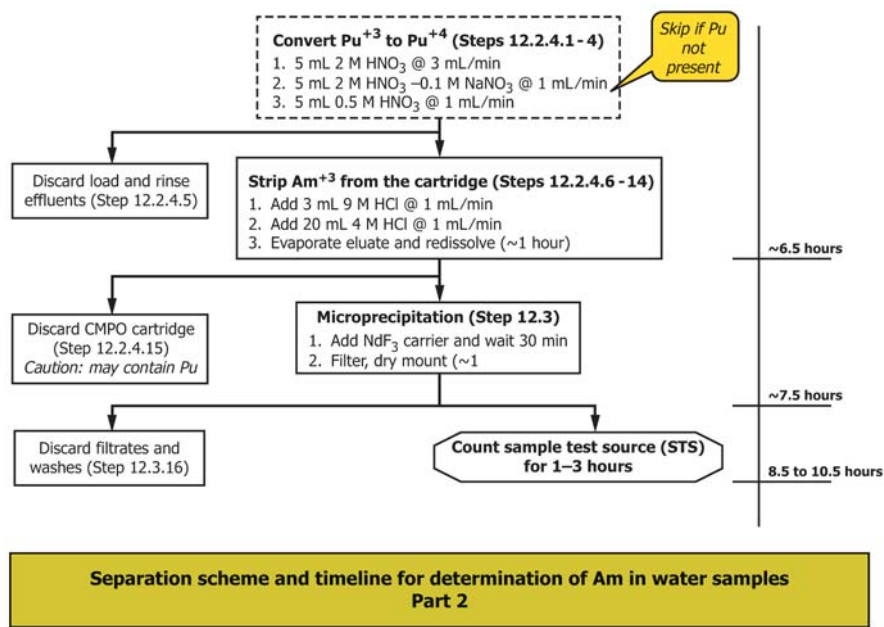 Convert Pu+3 to Pu+4 (Steps 12.2.4.1-4)
1. 5 mL 2 M HNO3 @ 3 mL/min
2. 5 mL 2 M HNO3 –0.1 M NaNO3 @ 1 mL/min
3. 5 mL 0.5 M HNO3 @ 1 mL/min
Skip if Pu
not
present
Discard load and rinse
effluents (Step 12.2.4.5)
Strip Am+3 from the cartridge (Steps 12.2.4.6-14)
1. Add 3 mL 9 M HCl @ 1 mL/min
2. Add 20 mL 4 M HCl @ 1 mL/min
3. Evaporate eluate and redissolve (~1 hour)
~6.5 hours
Discard CMPO cartridge
(Step 12.2.4.15)
Caution: may contain Pu
Microprecipitation (Step 12.3)
1. Add NdF3 carrier and wait 30 min
2. Filter, dry mount (~1
~7.5 hours
Discard filtrates and
washes (Step 12.3.16)
Count sample test source (STS)
for 1–3 hours
8.5 to 10.5 hours
Separation scheme and timeline for determination of Am in water samples
Part 2